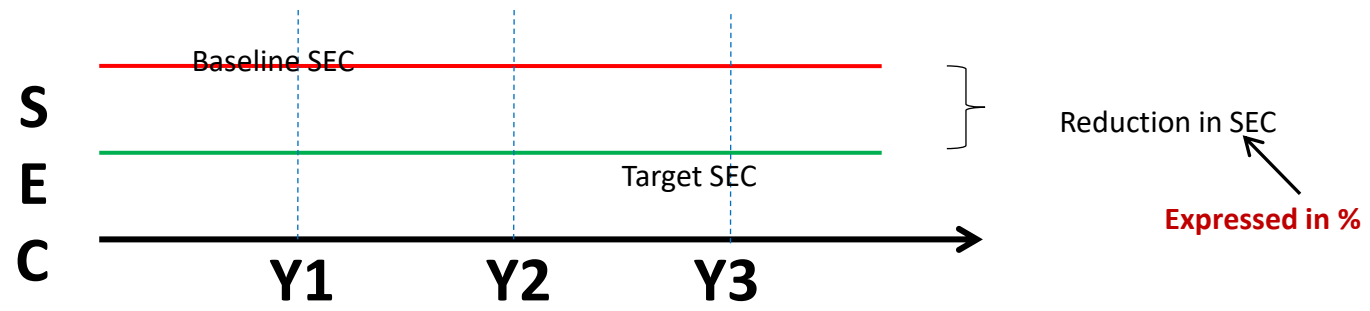 Baseline SEC
S
Reduction in SEC
E
Target SEC
Expressed in %
C
Y1 Y2 Y3